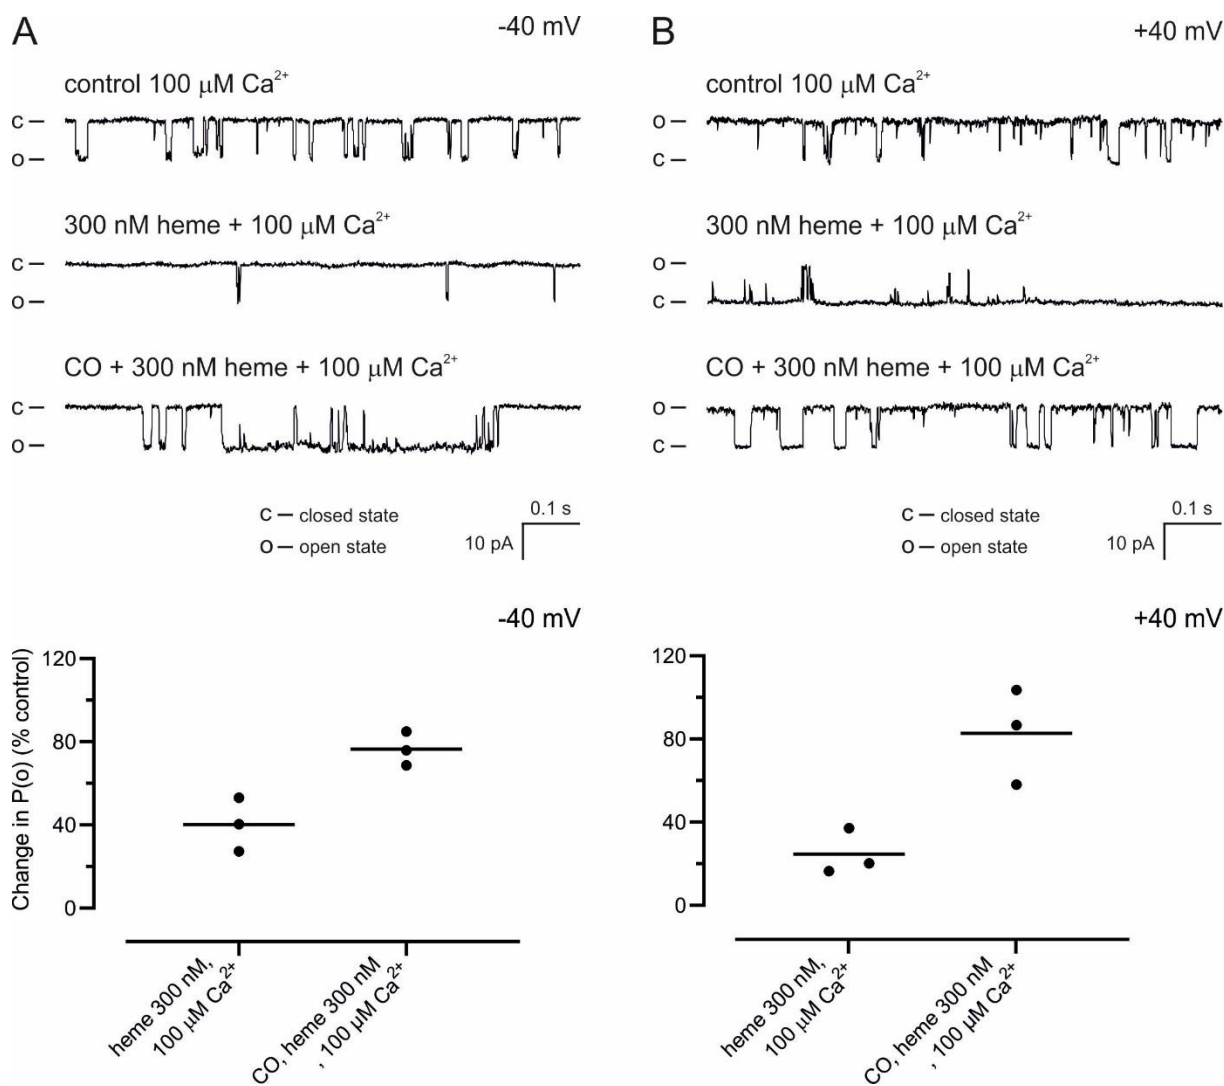 A
-40 mV
control 100 μM Ca²⁺
c
o
300 nM heme + 100 μM Ca²⁺
c
o
CO + 300 nM heme + 100 μM Ca²⁺
c
o
c — closed state
o — open state
0.1 s
10 pA
-40 mV
Change in P(o) (% control)
120
80
40
0
heme 300 nM,
100 μM Ca²⁺
CO, heme 300 nM
, 100 μM Ca²⁺
B
+40 mV
control 100 μM Ca²⁺
o
c
300 nM heme + 100 μM Ca²⁺
o
c
CO + 300 nM heme + 100 μM Ca²⁺
o
c
c — closed state
o — open state
0.1 s
10 pA
+40 mV
120
80
40
0
heme 300 nM,
100 μM Ca²⁺
CO, heme 300 nM
, 100 μM Ca²⁺